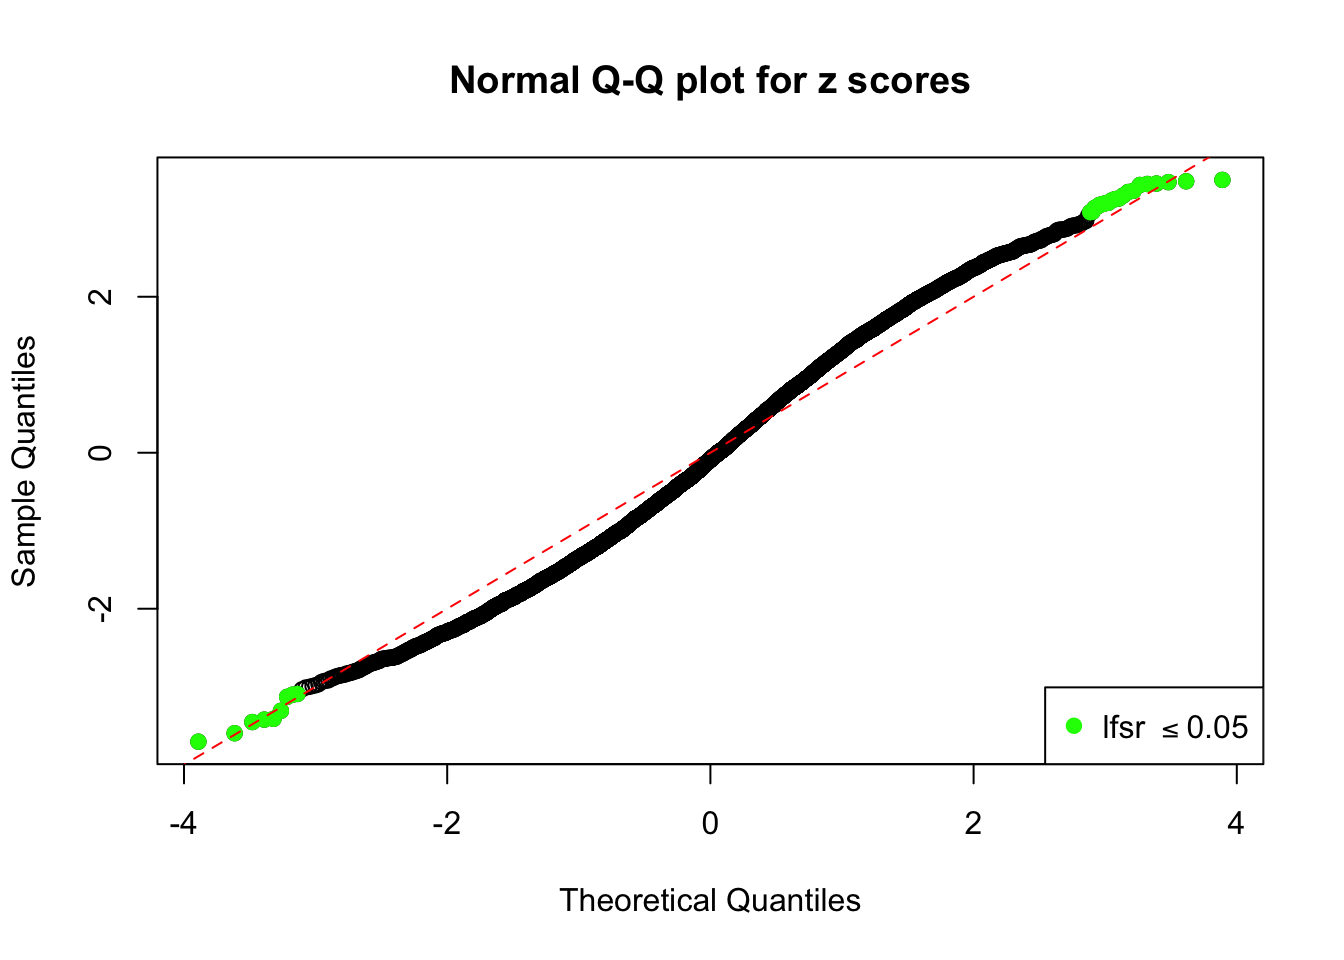 Normal Q-Q plot for z scores
Sample Quantiles
2
0
-2
lfsr ≤ 0.05
-4
-2
0
2
4
Theoretical Quantiles